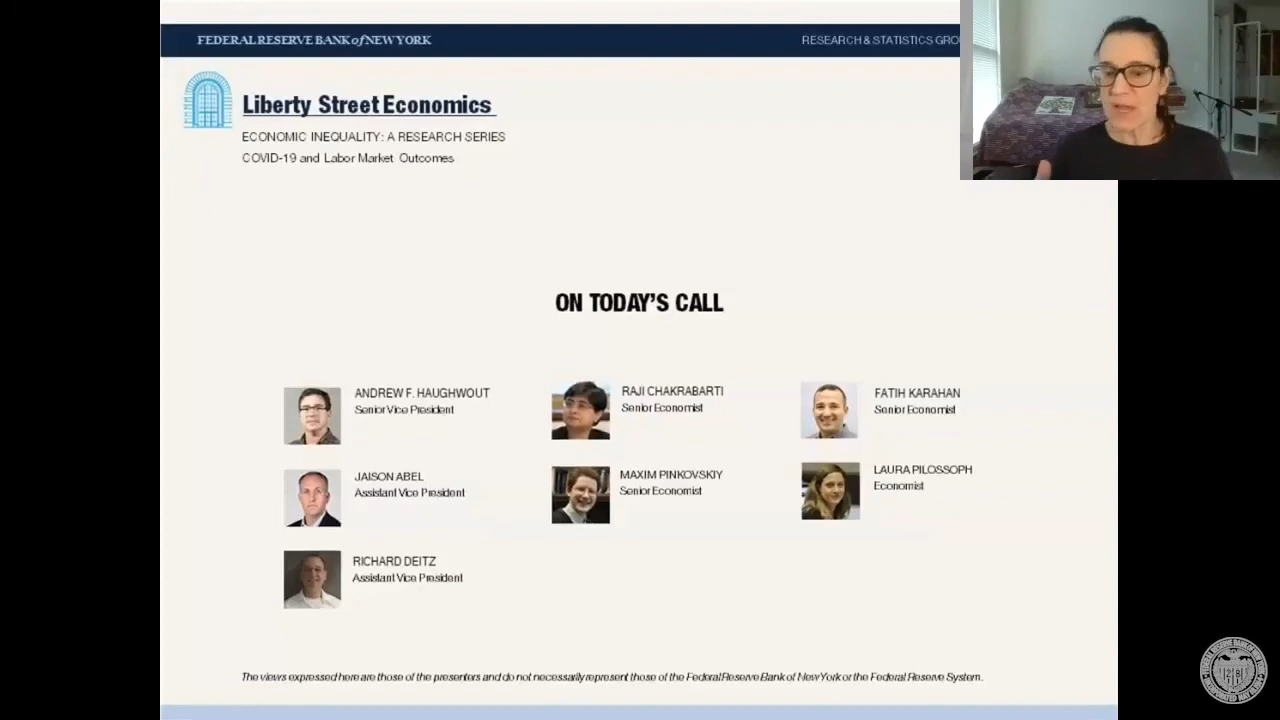 FEDERAL RESERVE BANK of NEW YORK
RESEARCH & STATISTICS
Liberty Street Economics
ECONOMIC INEQUALITY: A RESEARCH SERIES
COVID-19 and Labor Market Outcomes
ON TODAY'S CALL
ANDREW F. HAUGHWOUT
Senior Vice President
RAJI CHAKRABARTI
Senior Economist
FATIH KARAHAN
Senior Economist
JAISON ABEL
Assistant Vice President
MAXIM PINKOVSKIY
Senior Economist
LAURA PILOSSOPH
Economist
RICHARD DEITZ
Assistant Vice President
The views expressed here are those of the presenters and do not necessarily represent those of the Federal Reserve Bank of New York or the Federal Reserve System.